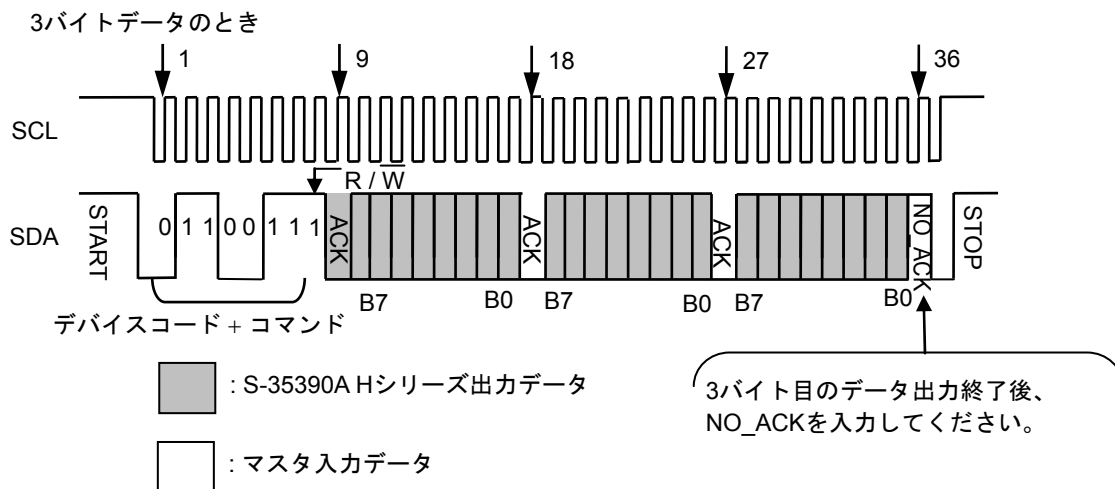 3バイトデータのとき
1 9 18 27 36
SCL
R / W
SDA
START
0 1 1 0 0 1 1 1
ACK
ACK
ACK
NO_ACK
STOP
B7 B0 B7 B0 B7 B0
デバイスコード + コマンド
: S-35390A Hシリーズ出力データ
: マスタ入力データ
3バイト目のデータ出力終了後、
NO_ACKを入力してください。